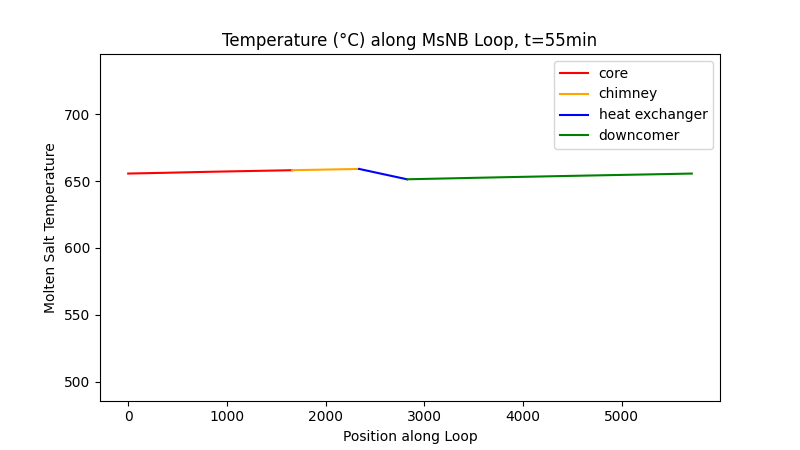 Temperature (°C) along MsNB Loop, t=55min
core
chimney
heat exchanger
downcomer
Molten Salt Temperature
700
650
600
550
500
0 1000 2000 3000 4000 5000
Position along Loop